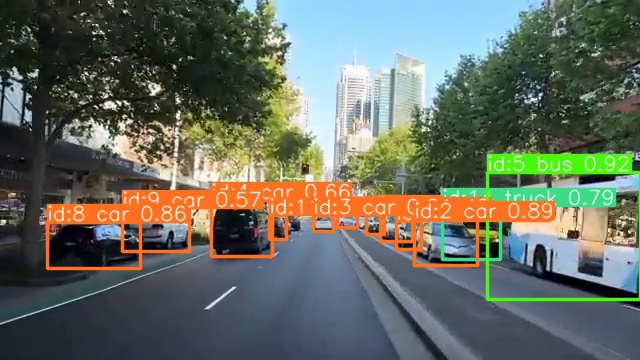 id:5 bus 0.92
id:4 car 0.66
id:9 car 0.57
truck 0.79
id:8 car 0.86
id:3 car
id:2 car 0.89